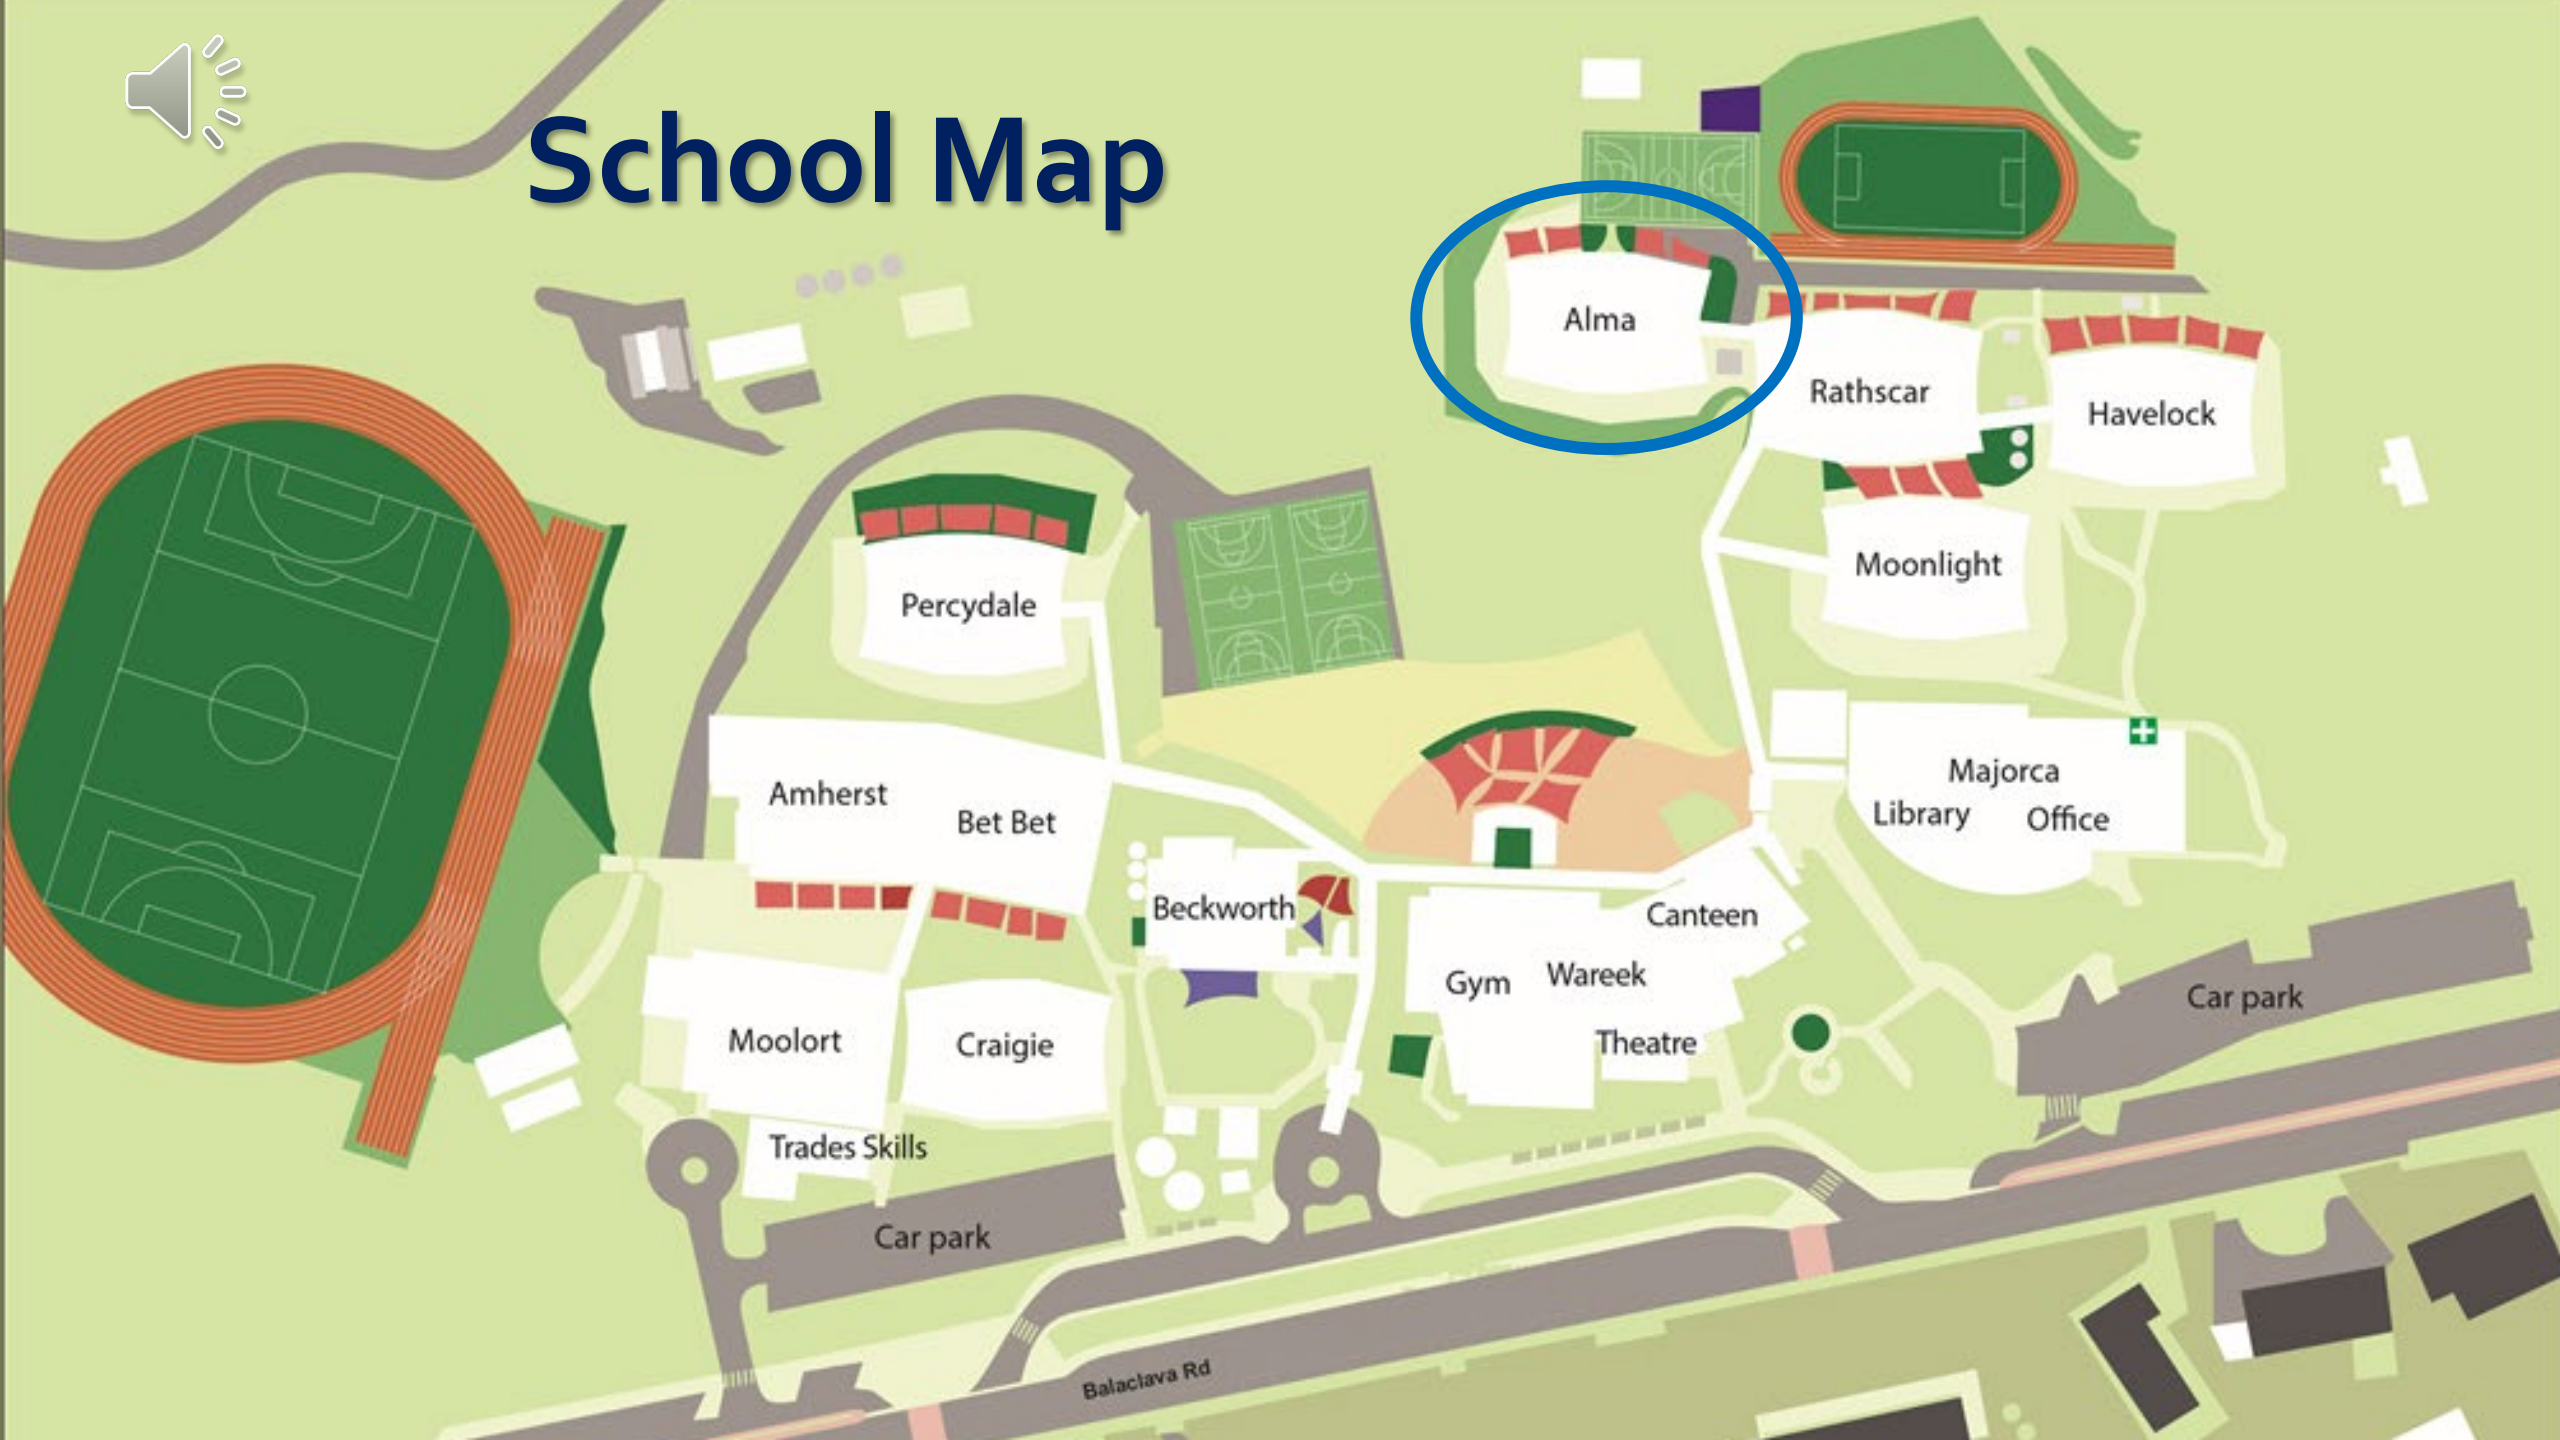 School Map
Alma
Rathscar
Havelock
Moonlight
Percydale
Amherst
Bet Bet
Majorca
Library
Office
Beckworth
Canteen
Gym
Wareek
Theatre
Car park
Moolort
Craigie
Trades Skills
Car park
Balaclava Rd